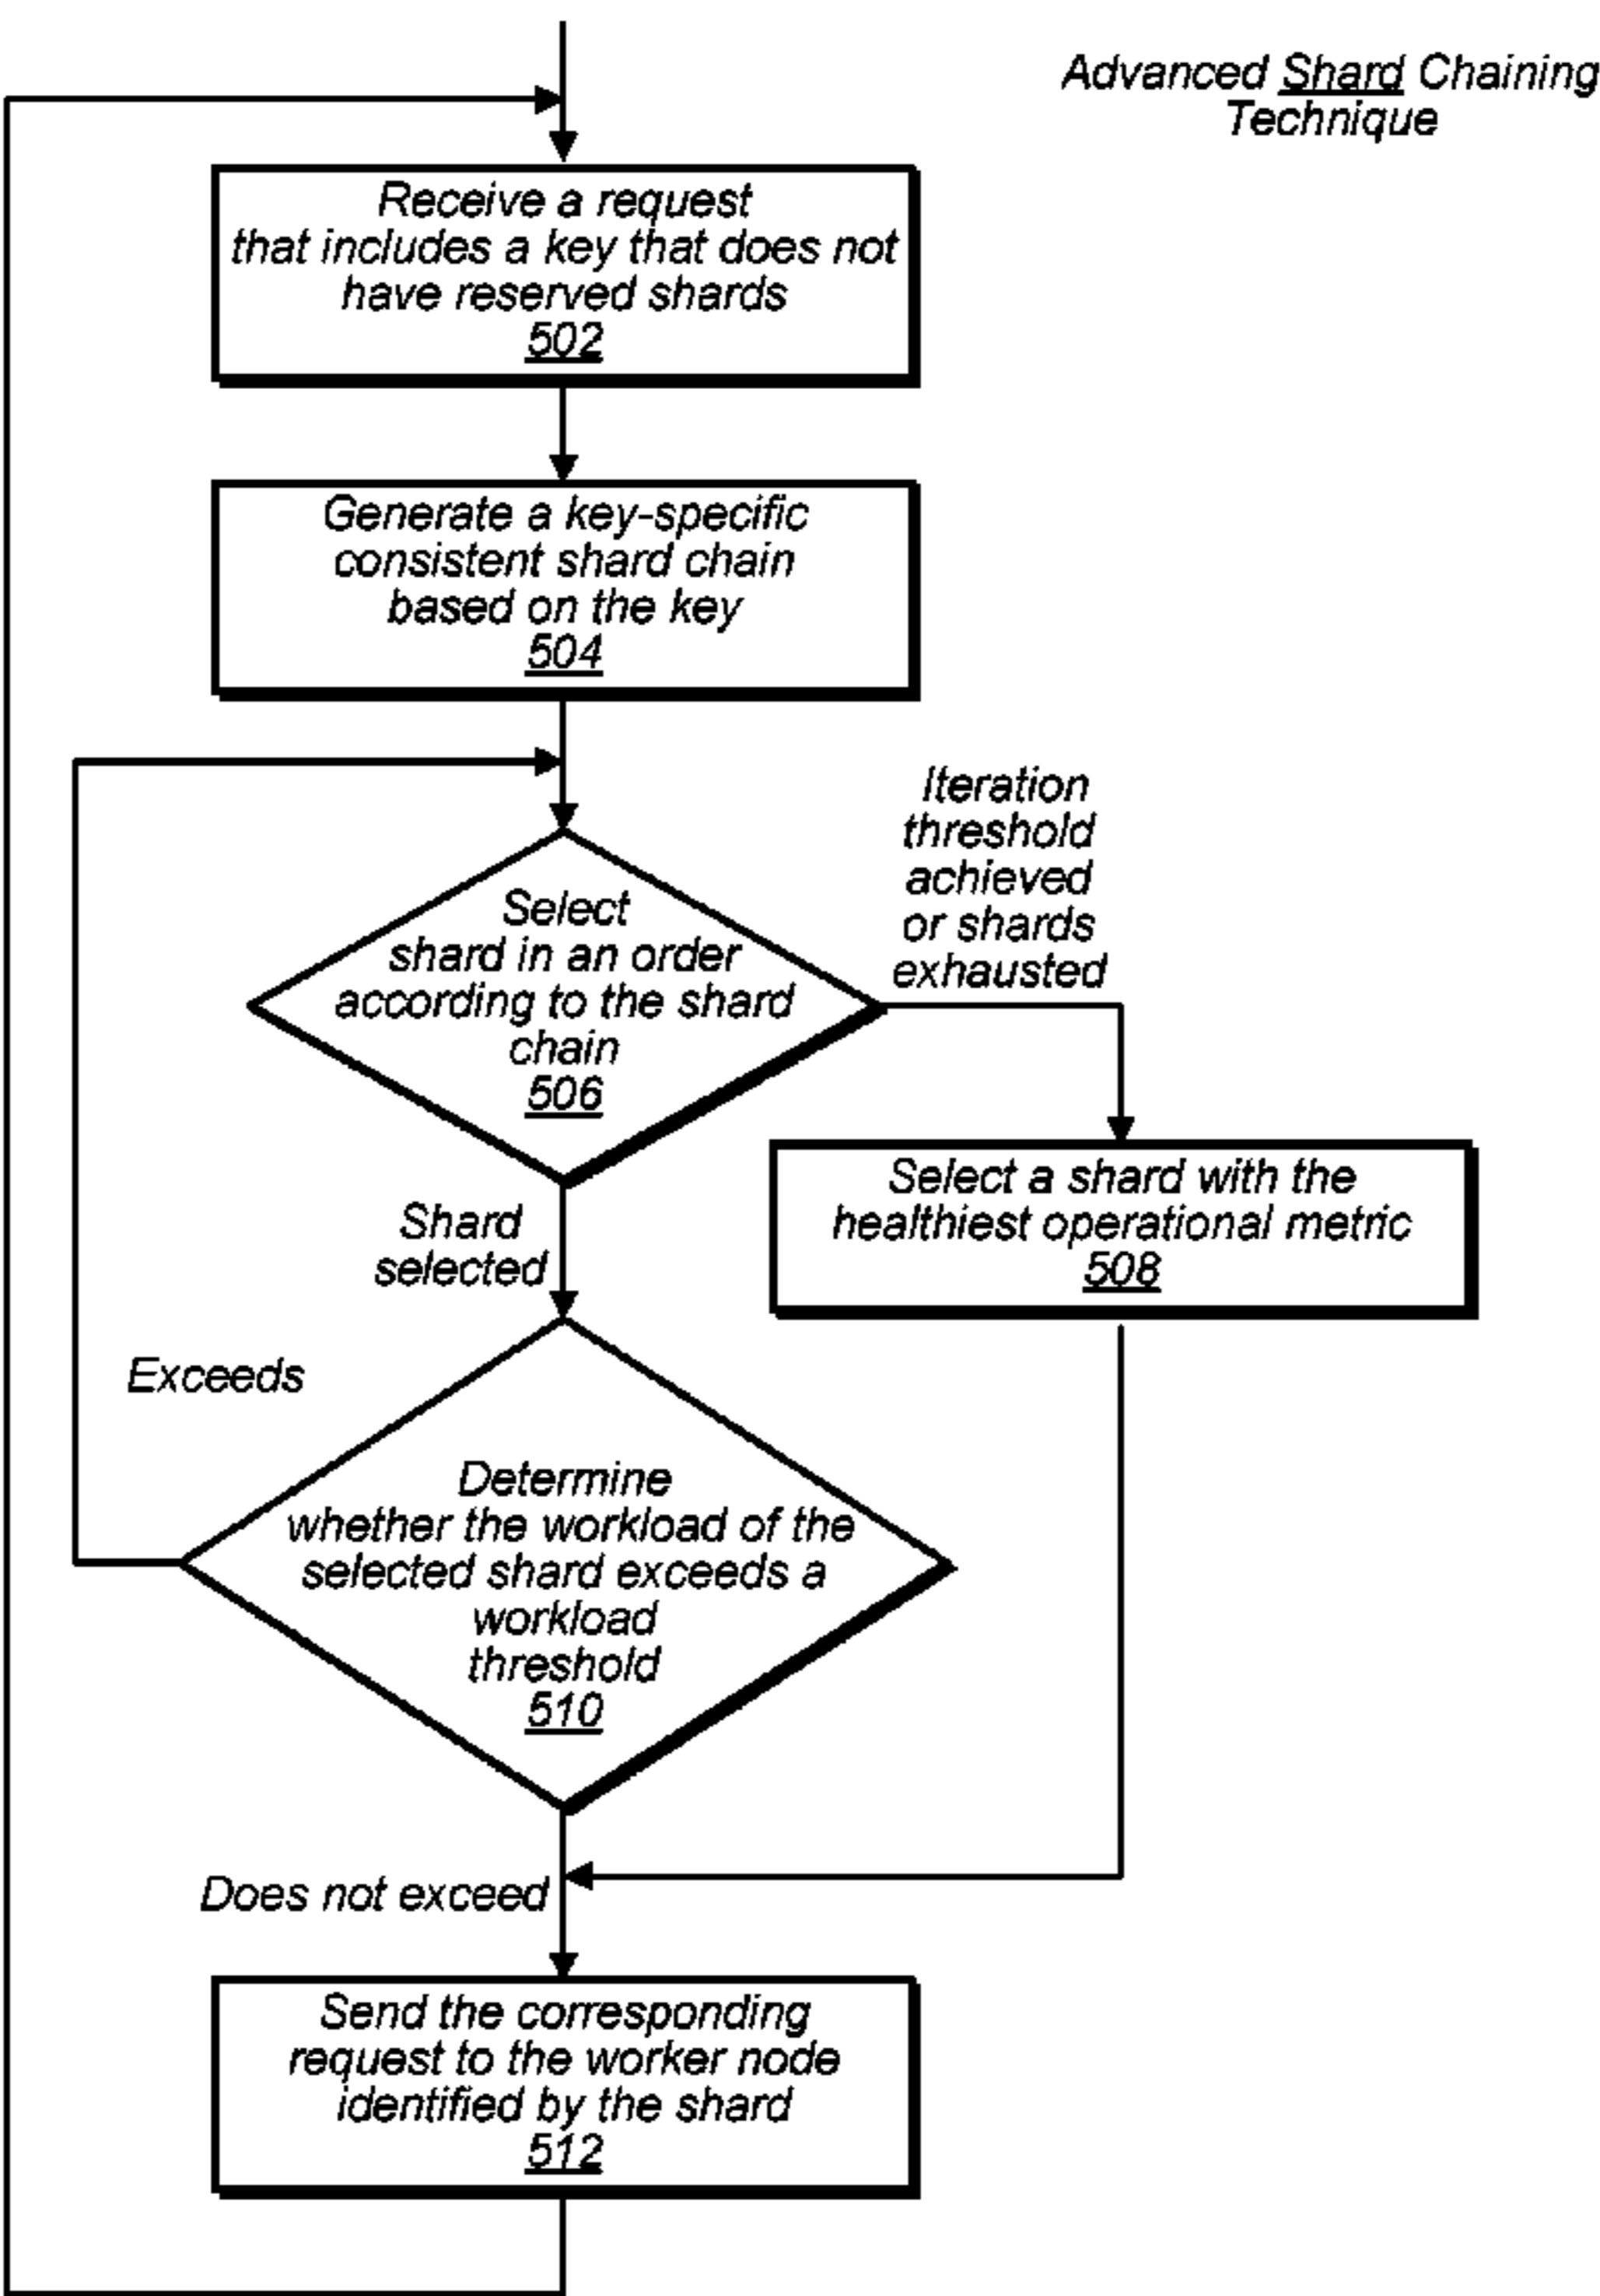 Advanced Shard Chaining
Technique
Receive a request
that includes a key that does not
have reserved shards
502
Generate a key-specific
consistent shard chain
based on the key
504
Iteration
threshold
achieved
or shards
exhausted
Select
shard in an order
according to the shard
chain
506
Select a shard with the
healthiest operational metric
508
Shard
selected
Exceeds
Determine
whether the workload of the
selected shard exceeds a
workload
threshold
510
Does not exceed
Send the corresponding
request to the worker node
identified by the shard
512